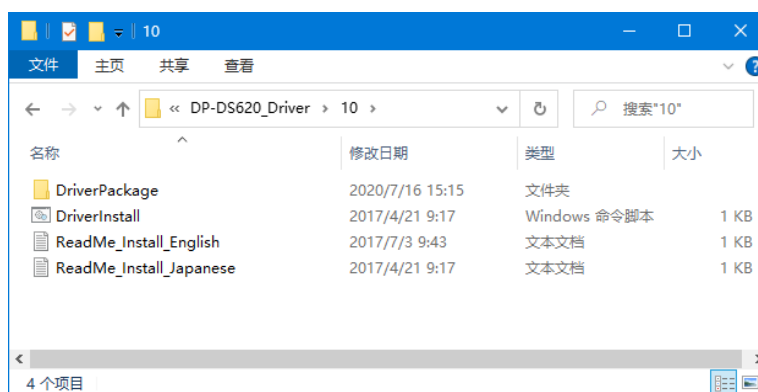 10
文件 主页 共享 查看
« DP-DS620_Driver › 10 › 搜索"10"
名称 修改日期 类型 大小
DriverPackage 2020/7/16 15:15 文件夹
DriverInstall 2017/4/21 9:17 Windows 命令脚本 1 KB
ReadMe_Install_English 2017/7/3 9:43 文本文档 1 KB
ReadMe_Install_Japanese 2017/4/21 9:17 文本文档 1 KB
4 个项目